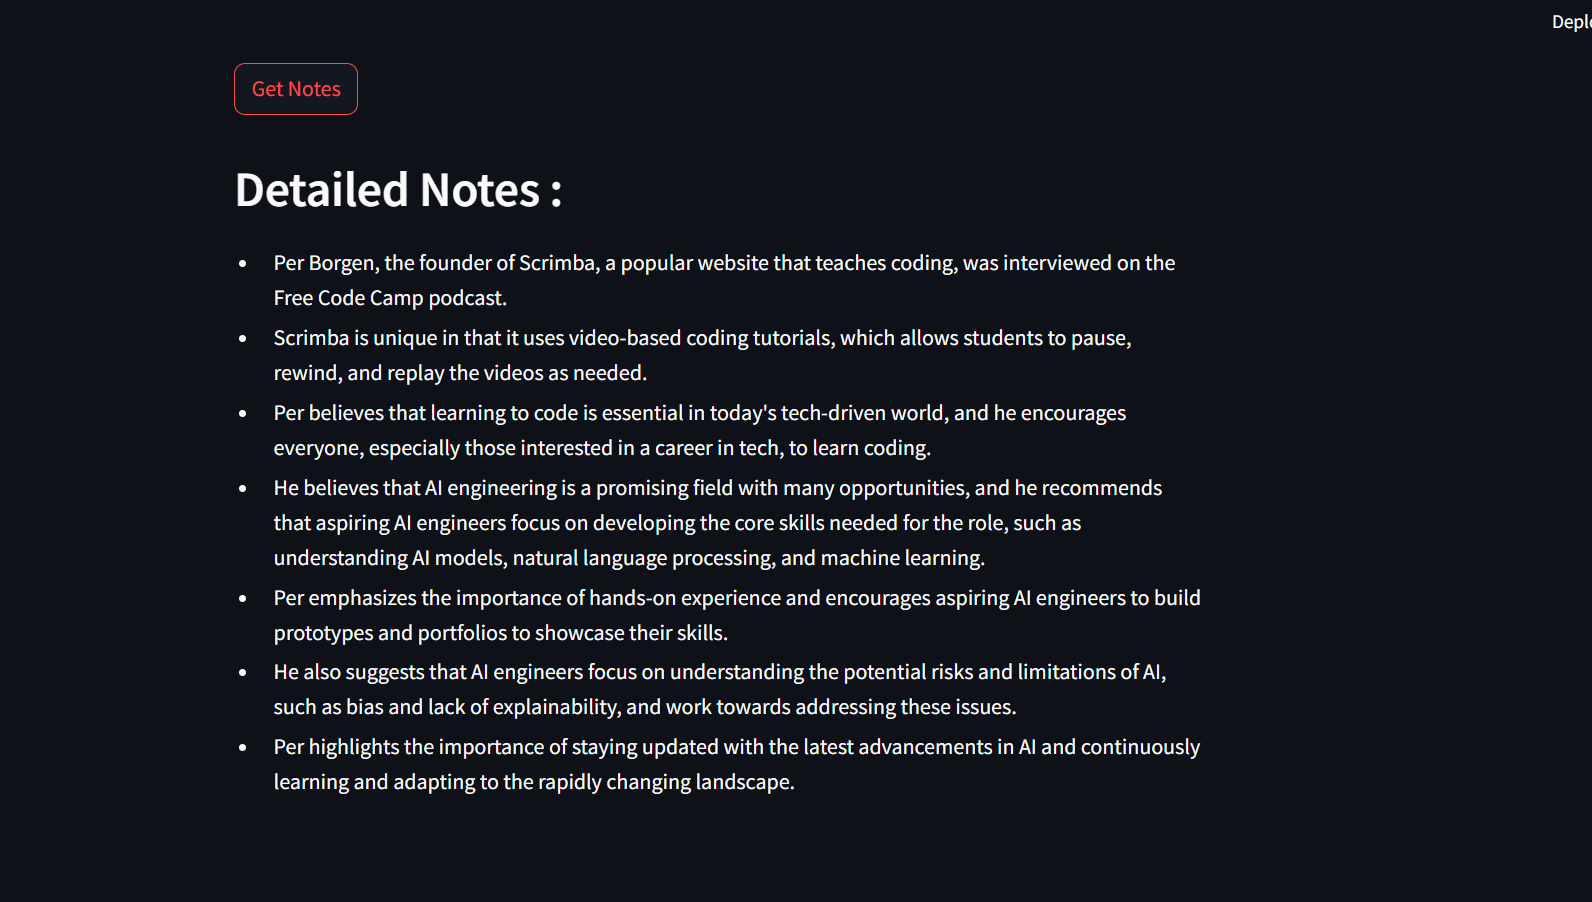 Deplo
Get Notes
Detailed Notes :
• Per Borgen, the founder of Scrimba, a popular website that teaches coding, was interviewed on the
Free Code Camp podcast.
• Scrimba is unique in that it uses video-based coding tutorials, which allows students to pause,
rewind, and replay the videos as needed.
• Per believes that learning to code is essential in today's tech-driven world, and he encourages
everyone, especially those interested in a career in tech, to learn coding.
• He believes that AI engineering is a promising field with many opportunities, and he recommends
that aspiring AI engineers focus on developing the core skills needed for the role, such as
understanding AI models, natural language processing, and machine learning.
• Per emphasizes the importance of hands-on experience and encourages aspiring AI engineers to build
prototypes and portfolios to showcase their skills.
• He also suggests that AI engineers focus on understanding the potential risks and limitations of AI,
such as bias and lack of explainability, and work towards addressing these issues.
• Per highlights the importance of staying updated with the latest advancements in AI and continuously
learning and adapting to the rapidly changing landscape.